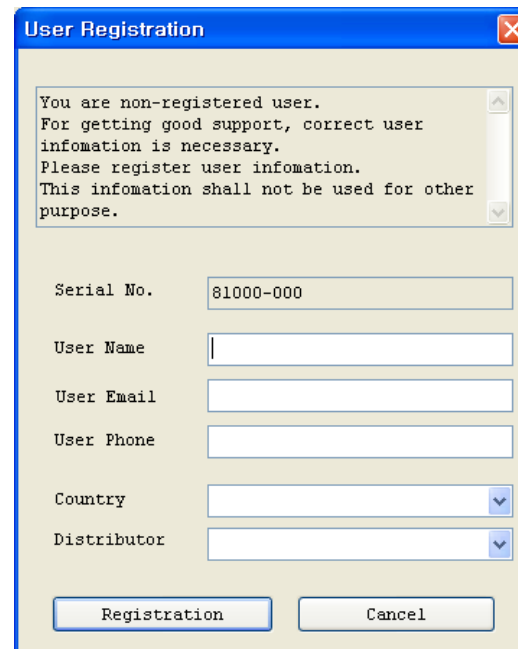 User Registration
You are non-registered user.
For getting good support, correct user
infomation is necessary.
Please register user infomation.
This infomation shall not be used for other
purpose.
Serial No. 81000-000
User Name
User Email
User Phone
Country
Distributor
Registration Cancel